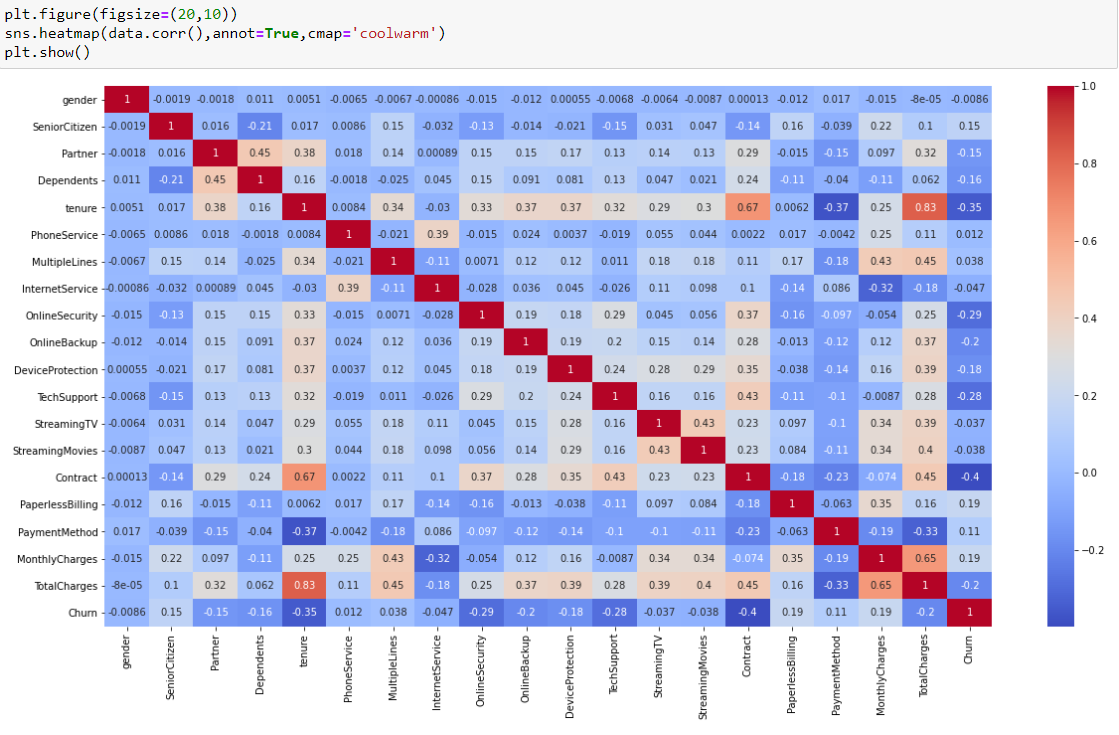 plt.figure(figsize=(20,10))
sns.heatmap(data.corr(),annot=True,cmap='coolwarm')
plt.show()
gender 1 -0.0019 -0.0018 0.011 0.0051 -0.0065 -0.0067 -0.00086 -0.015 -0.012 0.00055 -0.0068 -0.0064 -0.0087 0.00013 -0.012 0.017 -0.015 -8e-05 -0.0086
SeniorCitizen -0.0019 1 0.016 -0.21 0.017 0.0086 0.15 -0.032 -0.13 -0.014 -0.021 -0.15 0.031 0.047 -0.14 0.16 -0.039 0.22 0.1 0.15
Partner -0.0018 0.016 1 0.45 0.38 0.018 0.14 0.00089 0.15 0.15 0.17 0.13 0.14 0.13 0.29 -0.015 -0.15 0.097 0.32 -0.15
Dependents 0.011 -0.21 0.45 1 0.16 -0.0018 -0.025 0.045 0.15 0.091 0.081 0.13 0.047 0.021 0.24 -0.11 -0.04 -0.11 0.062 -0.16
tenure 0.0051 0.017 0.38 0.16 1 0.0084 0.34 -0.03 0.33 0.37 0.37 0.32 0.29 0.3 0.67 0.0062 -0.37 0.25 0.83 -0.35
PhoneService -0.0065 0.0086 0.018 -0.0018 0.0084 1 -0.021 0.39 -0.015 0.024 0.0037 -0.019 0.055 0.044 0.0022 0.017 -0.0042 0.25 0.11 0.012
MultipleLines -0.0067 0.15 0.14 -0.025 0.34 -0.021 1 -0.11 0.0071 0.12 0.12 0.011 0.18 0.18 0.11 0.17 -0.18 0.43 0.45 0.038
InternetService -0.00086 -0.032 0.00089 0.045 -0.03 0.39 -0.11 1 -0.028 0.036 0.045 -0.026 0.11 0.098 0.1 -0.14 0.086 -0.32 -0.18 -0.047
OnlineSecurity -0.015 -0.13 0.15 0.15 0.33 -0.015 0.0071 -0.028 1 0.19 0.18 0.29 0.045 0.056 0.37 -0.16 -0.097 -0.054 0.25 -0.29
OnlineBackup -0.012 -0.014 0.15 0.091 0.37 0.024 0.12 0.036 0.19 1 0.19 0.2 0.15 0.14 0.28 -0.013 -0.12 0.12 0.37 -0.2
DeviceProtection 0.00055 -0.021 0.17 0.081 0.37 0.0037 0.12 0.045 0.18 0.19 1 0.24 0.28 0.29 0.35 -0.038 -0.14 0.16 0.39 -0.18
TechSupport -0.0068 -0.15 0.13 0.13 0.32 -0.019 0.011 -0.026 0.29 0.2 0.24 1 0.16 0.16 0.43 -0.11 -0.1 -0.0087 0.28 -0.28
StreamingTV -0.0064 0.031 0.14 0.047 0.29 0.055 0.18 0.11 0.045 0.15 0.28 0.16 1 0.43 0.23 0.097 -0.1 0.34 0.39 -0.037
StreamingMovies -0.0087 0.047 0.13 0.021 0.3 0.044 0.18 0.098 0.056 0.14 0.29 0.16 0.43 1 0.23 0.084 -0.11 0.34 0.4 -0.038
Contract 0.00013 -0.14 0.29 0.24 0.67 0.0022 0.11 0.1 0.37 0.28 0.35 0.43 0.23 0.23 1 -0.18 -0.23 -0.074 0.45 -0.4
PaperlessBilling -0.012 0.16 -0.015 -0.11 0.0062 0.017 0.17 -0.14 -0.16 -0.013 -0.038 -0.11 0.097 0.084 -0.18 1 -0.063 0.35 0.16 0.19
PaymentMethod 0.017 -0.039 -0.15 -0.04 -0.37 -0.0042 -0.18 0.086 -0.097 -0.12 -0.14 -0.1 -0.1 -0.11 -0.23 -0.063 1 -0.19 -0.33 0.11
MonthlyCharges -0.015 0.22 0.097 -0.11 0.25 0.25 0.43 -0.32 -0.054 0.12 0.16 -0.0087 0.34 0.34 -0.074 0.35 -0.19 1 0.65 0.19
TotalCharges -8e-05 0.1 0.32 0.062 0.83 0.11 0.45 -0.18 0.25 0.37 0.39 0.28 0.39 0.4 0.45 0.16 -0.33 0.65 1 -0.2
Churn -0.0086 0.15 -0.15 -0.16 -0.35 0.012 0.038 -0.047 -0.29 -0.2 -0.18 -0.28 -0.037 -0.038 -0.4 0.19 0.11 0.19 -0.2 1
gender
SeniorCitizen
Partner
Dependents
tenure
PhoneService
MultipleLines
InternetService
OnlineSecurity
OnlineBackup
DeviceProtection
TechSupport
StreamingTV
StreamingMovies
Contract
PaperlessBilling
PaymentMethod
MonthlyCharges
TotalCharges
Churn
1.0
0.8
0.6
0.4
0.2
0.0
−0.2